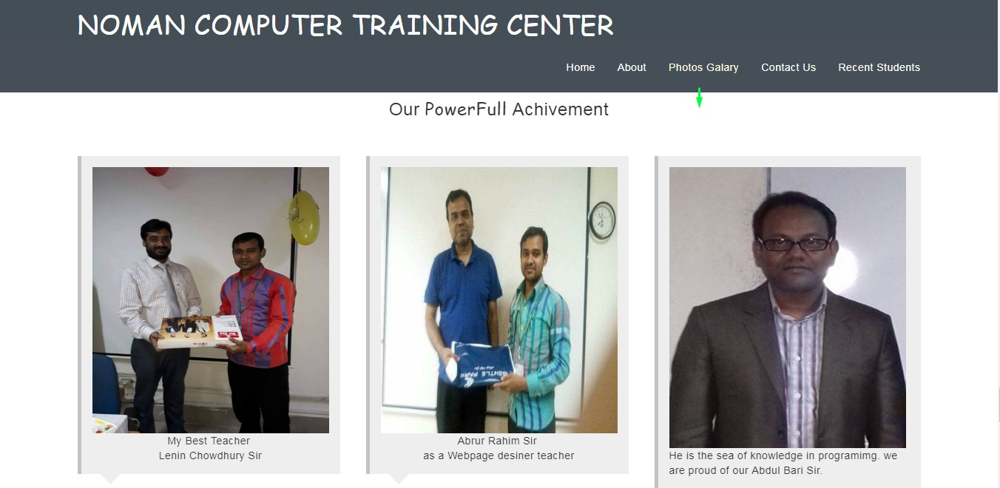 NOMAN COMPUTER TRAINING CENTER
Home About Photos Galary Contact Us Recent Students
Our PowerFull Achivement
GENTLE PARK
My Best Teacher
Lenin Chowdhury Sir
Abrur Rahim Sir
as a Webpage desiner teacher
He is the sea of knowledge in programimg. we
are proud of our Abdul Bari Sir.